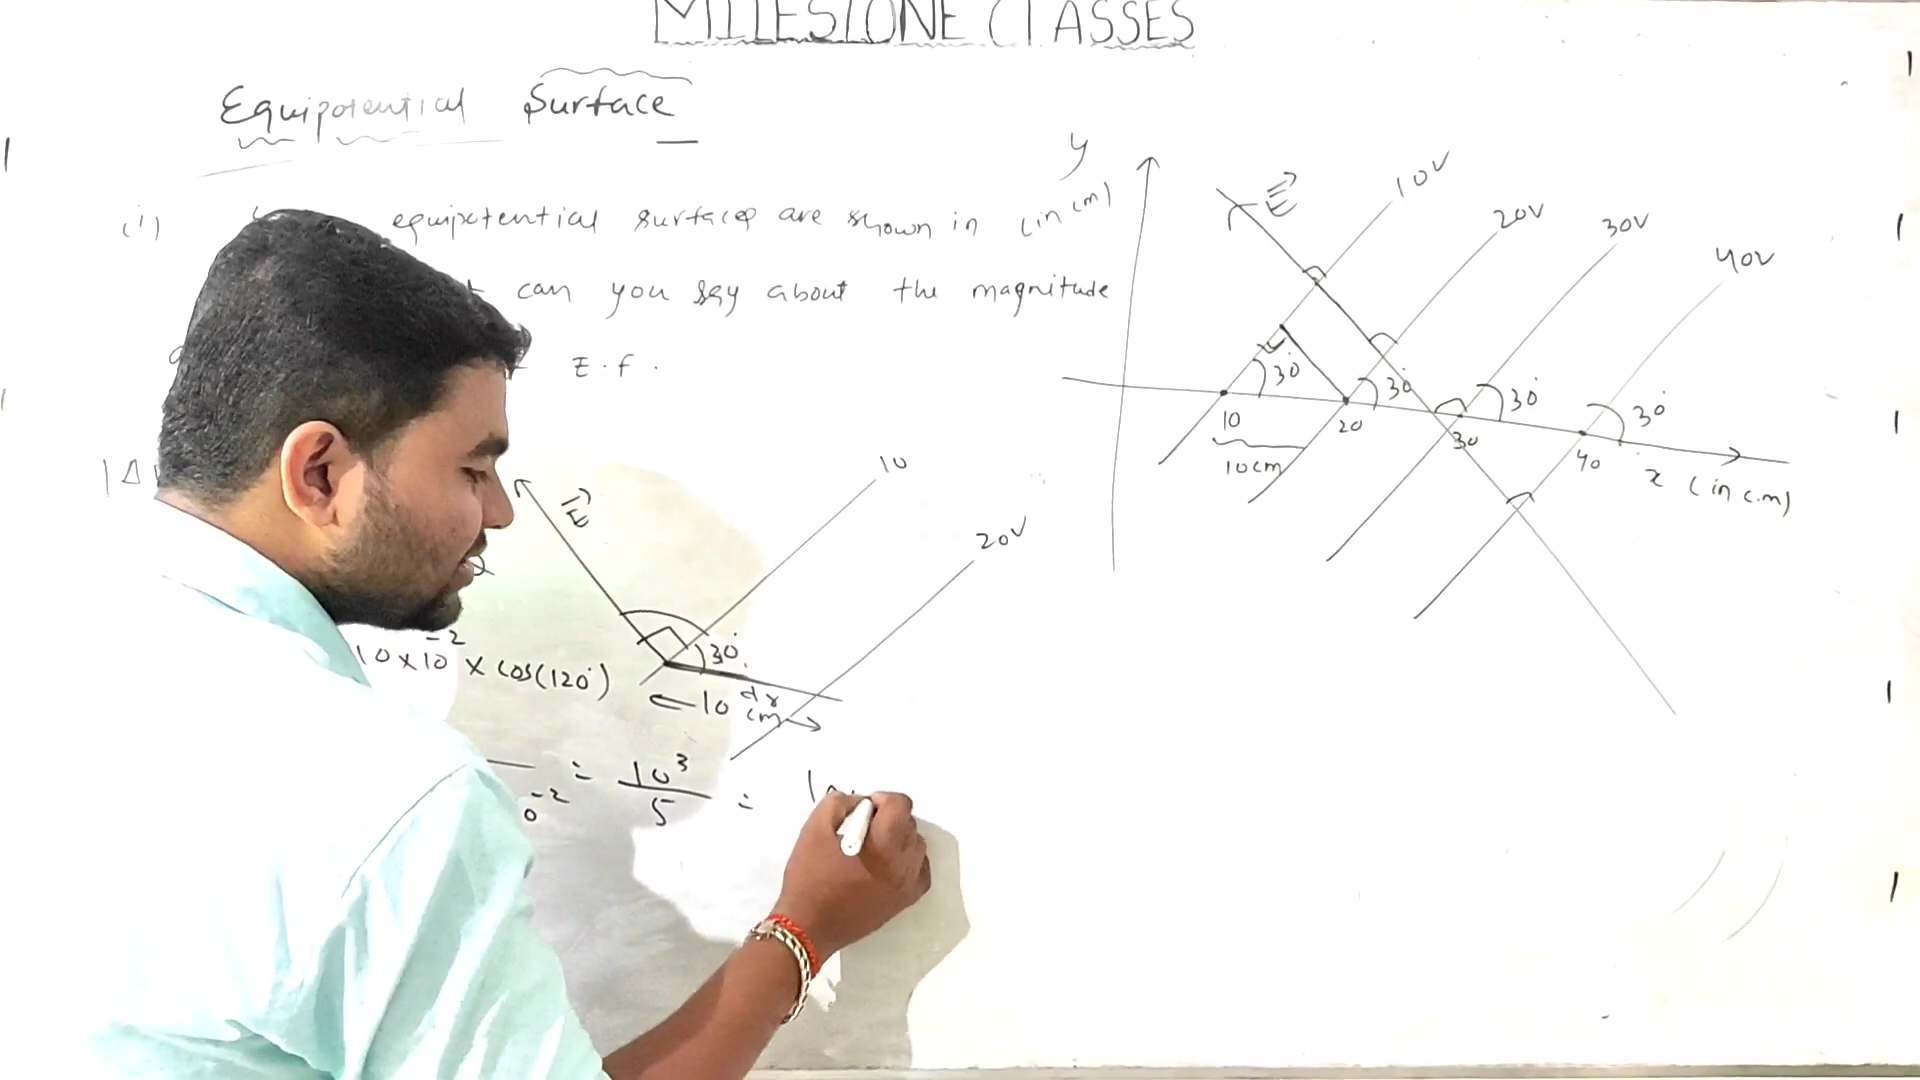 MILESTONE CLASSES
Equipotential Surface
(i) equipotential surfaces are shown in (in cm)
can you say about the magnitude
E.f.
|Δ
E
10
20V
30°
10×10⁻² × cos(120°)
10 cm
dr
= 10³/5 =
y
E
10V
20V
30V
40V
30°
30°
30°
30°
10
20
30
40
10cm
x (in c.m)